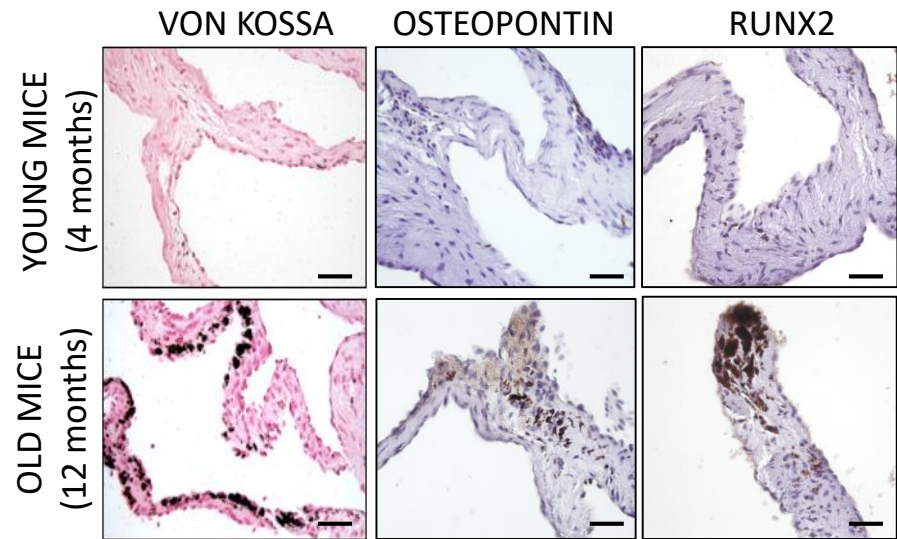 VON KOSSA
OSTEOPONTIN
RUNX2
YOUNG MICE
(4 months)
OLD MICE
(12 months)